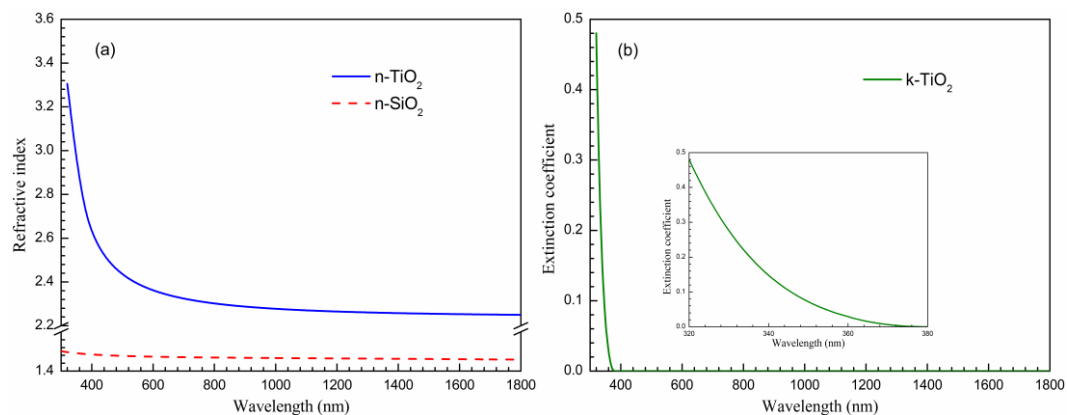 (a)
n-TiO2
n-SiO2
Refractive index
3.6
3.4
3.2
3.0
2.8
2.6
2.4
2.2
1.4
400 600 800 1000 1200 1400 1600 1800
Wavelength (nm)
(b)
k-TiO2
Extinction coefficient
0.5
0.4
0.3
0.2
0.1
0.0
400 600 800 1000 1200 1400 1600 1800
Wavelength (nm)
Extinction coefficient
0.5
0.4
0.3
0.2
0.1
0.0
320 340 360 380
Wavelength (nm)